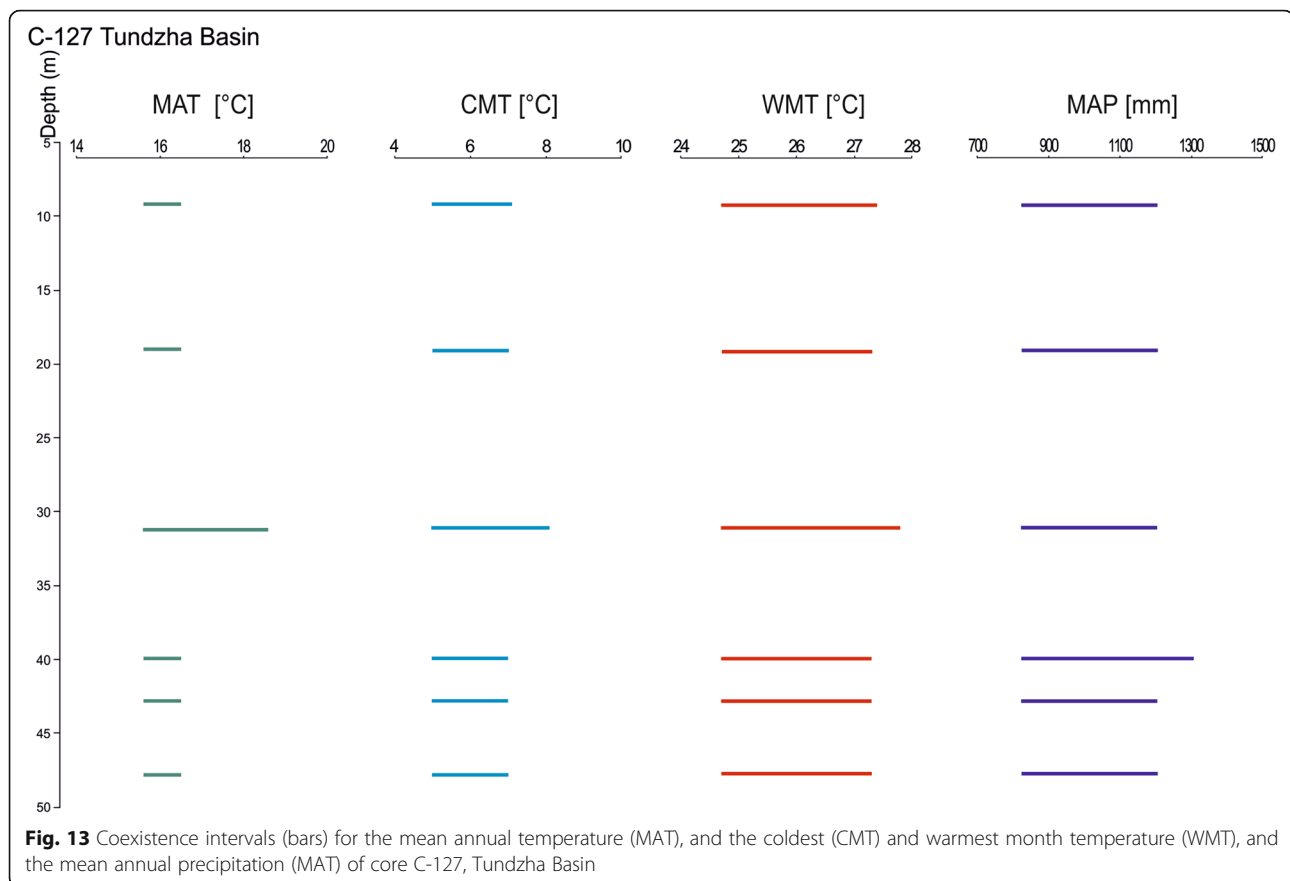 C-127 Tundzha Basin
Depth (m)
MAT [°C]
CMT [°C]
WMT [°C]
MAP [mm]
14 16 18 20
4 6 8 10
24 25 26 27 28
700 900 1100 1300 1500
5
10
15
20
25
30
35
40
45
50
Fig. 13 Coexistence intervals (bars) for the mean annual temperature (MAT), and the coldest (CMT) and warmest month temperature (WMT), and
the mean annual precipitation (MAT) of core C-127, Tundzha Basin